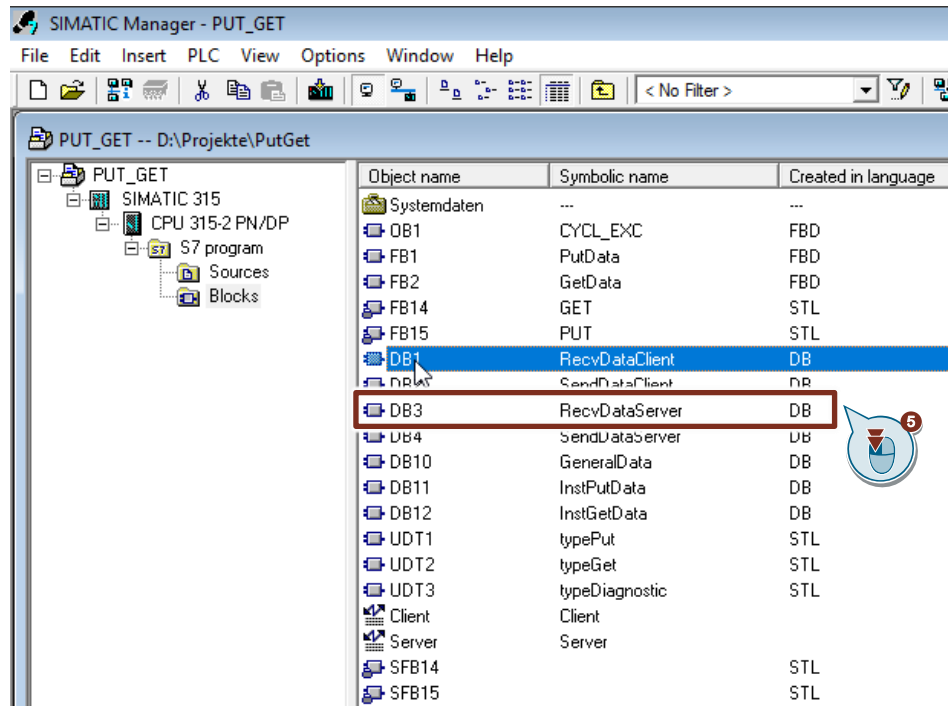 SIMATIC Manager - PUT_GET
File Edit Insert PLC View Options Window Help
< No Filter >
PUT_GET -- D:\Projekte\PutGet
PUT_GET
SIMATIC 315
CPU 315-2 PN/DP
S7 program
Sources
Blocks
Object name Symbolic name Created in language
Systemdaten --- ---
OB1 CYCL_EXC FBD
FB1 PutData FBD
FB2 GetData FBD
FB14 GET STL
FB15 PUT STL
DB1 RecvDataClient DB
SendDataClient DB
DB3 RecvDataServer DB
5
DB4 SendDataServer DB
DB10 GeneralData DB
DB11 InstPutData DB
DB12 InstGetData DB
UDT1 typePut STL
UDT2 typeGet STL
UDT3 typeDiagnostic STL
Client Client
Server Server
SFB14 STL
SFB15 STL